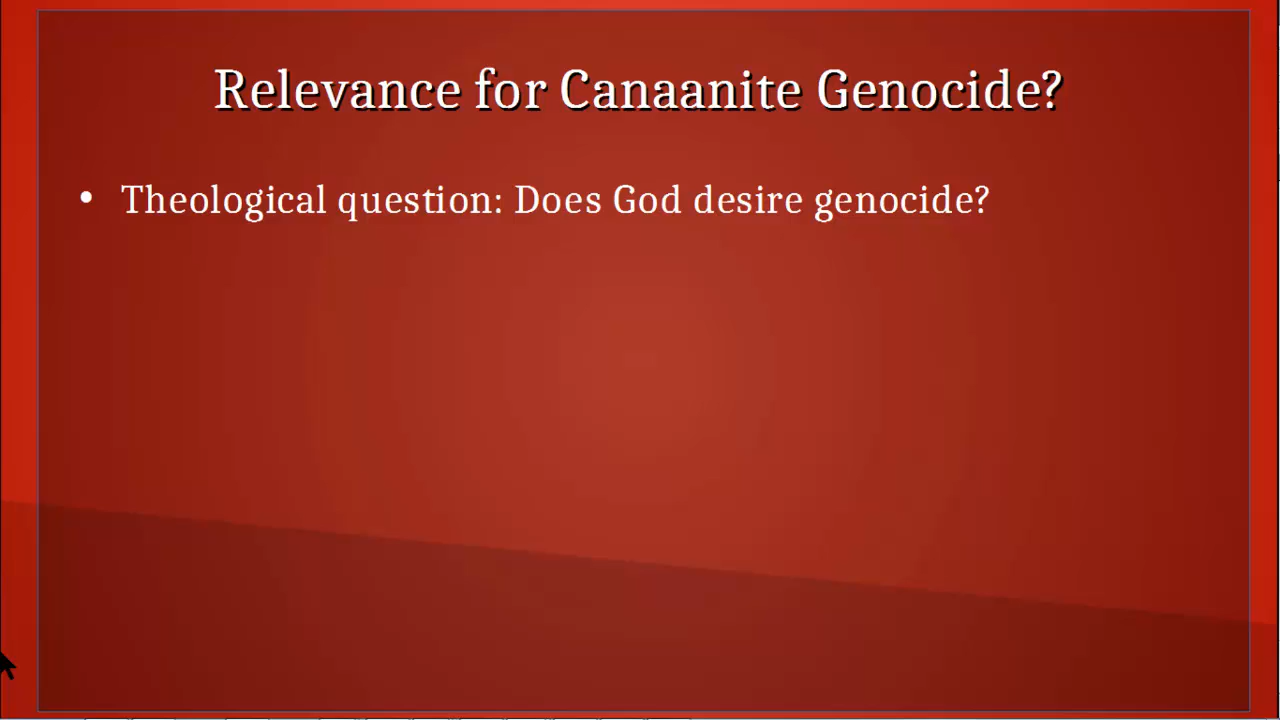 Relevance for Canaanite Genocide?
• Theological question: Does God desire genocide?